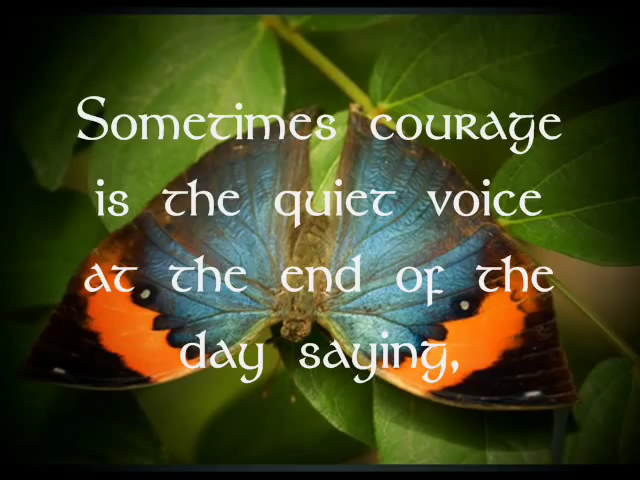 Sometimes courage
is the quiet voice
at the end of the
day saying,